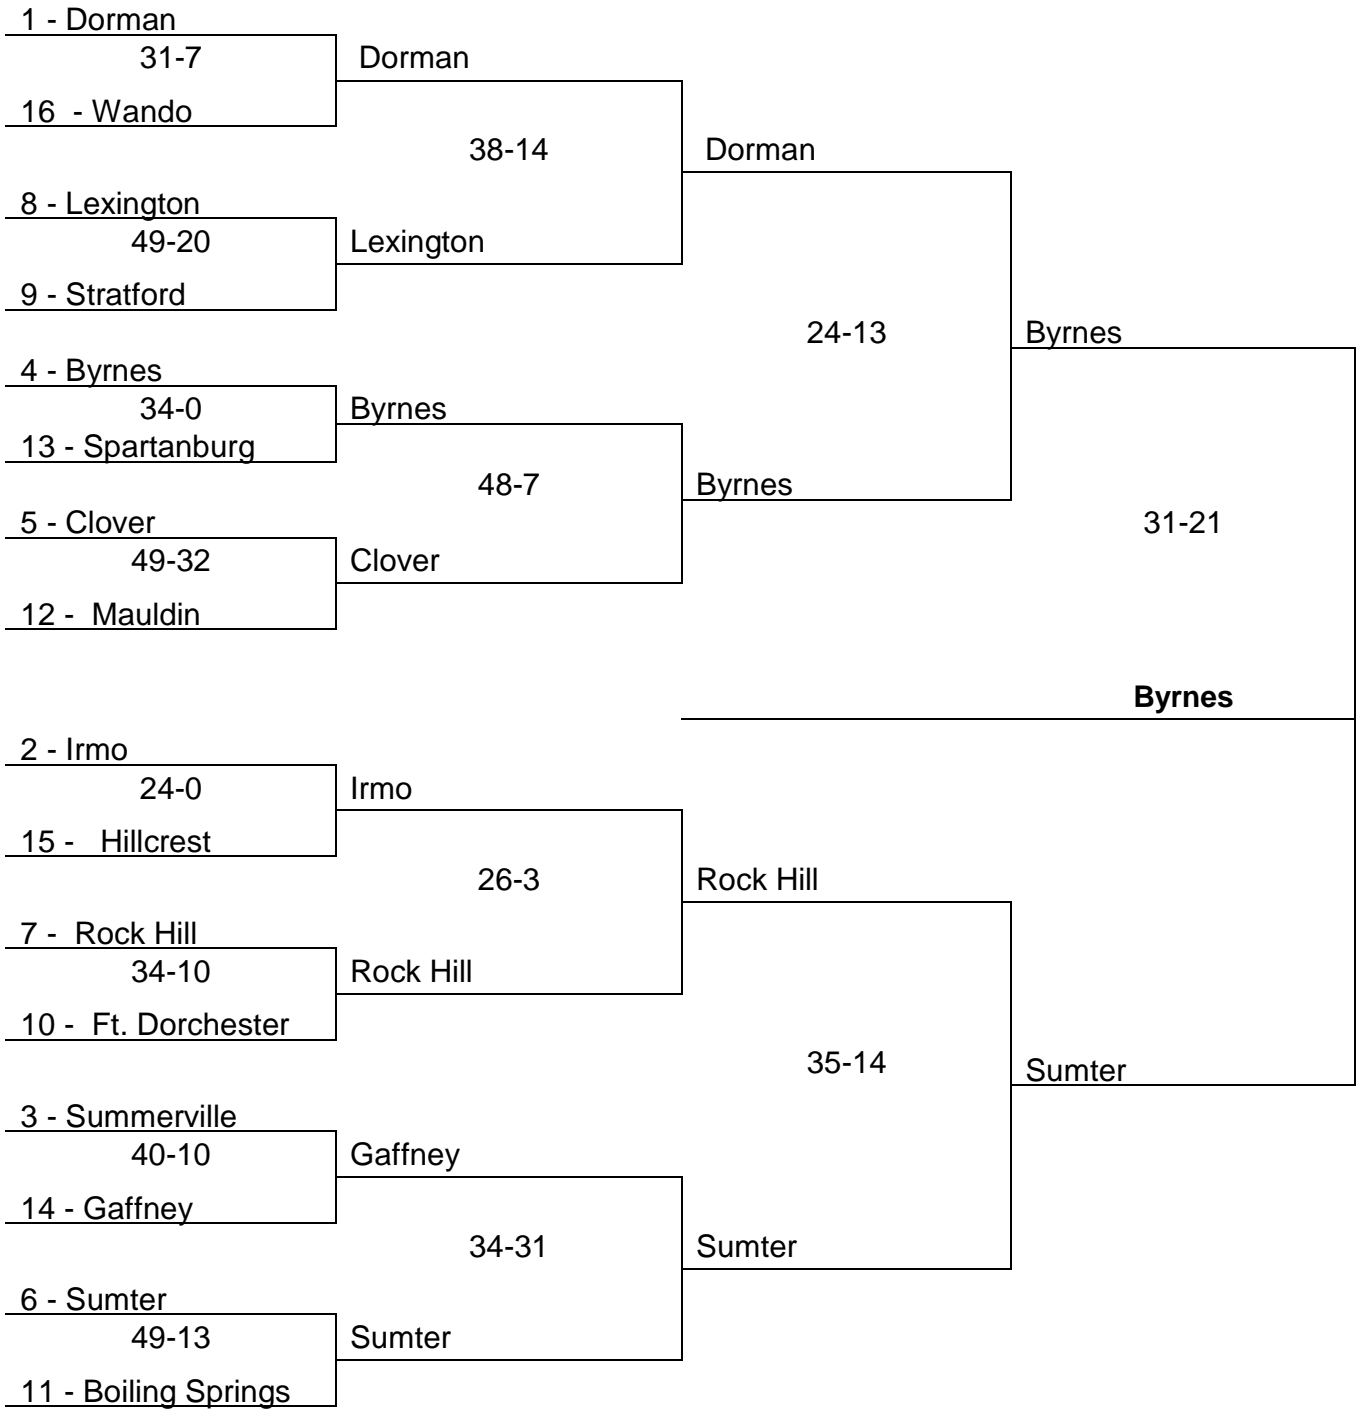 1 - Dorman
31-7
Dorman
16 - Wando
38-14
Dorman
8 - Lexington
49-20
Lexington
9 - Stratford
24-13
Byrnes
4 - Byrnes
34-0
Byrnes
13 - Spartanburg
48-7
Byrnes
5 - Clover
31-21
49-32
Clover
12 - Mauldin
Byrnes
2 - Irmo
24-0
Irmo
15 - Hillcrest
26-3
Rock Hill
7 - Rock Hill
34-10
Rock Hill
10 - Ft. Dorchester
35-14
Sumter
3 - Summerville
40-10
Gaffney
14 - Gaffney
34-31
Sumter
6 - Sumter
49-13
Sumter
11 - Boiling Springs